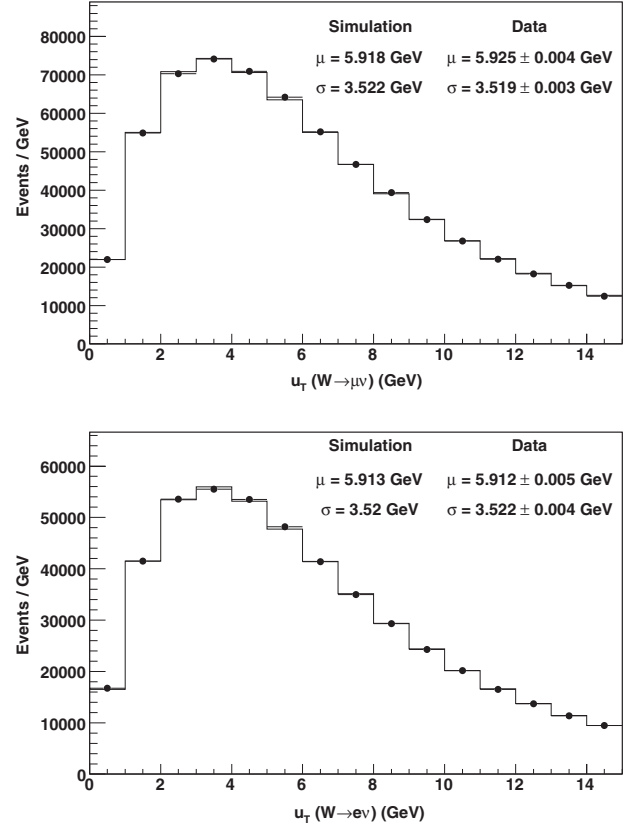 Simulation Data
μ = 5.918 GeV μ = 5.925 ± 0.004 GeV
σ = 3.522 GeV σ = 3.519 ± 0.003 GeV
Events / GeV
80000
70000
60000
50000
40000
30000
20000
10000
0
0 2 4 6 8 10 12 14
u_T (W→μν) (GeV)
Simulation Data
μ = 5.913 GeV μ = 5.912 ± 0.005 GeV
σ = 3.52 GeV σ = 3.522 ± 0.004 GeV
Events / GeV
60000
50000
40000
30000
20000
10000
0
0 2 4 6 8 10 12 14
u_T (W→eν) (GeV)